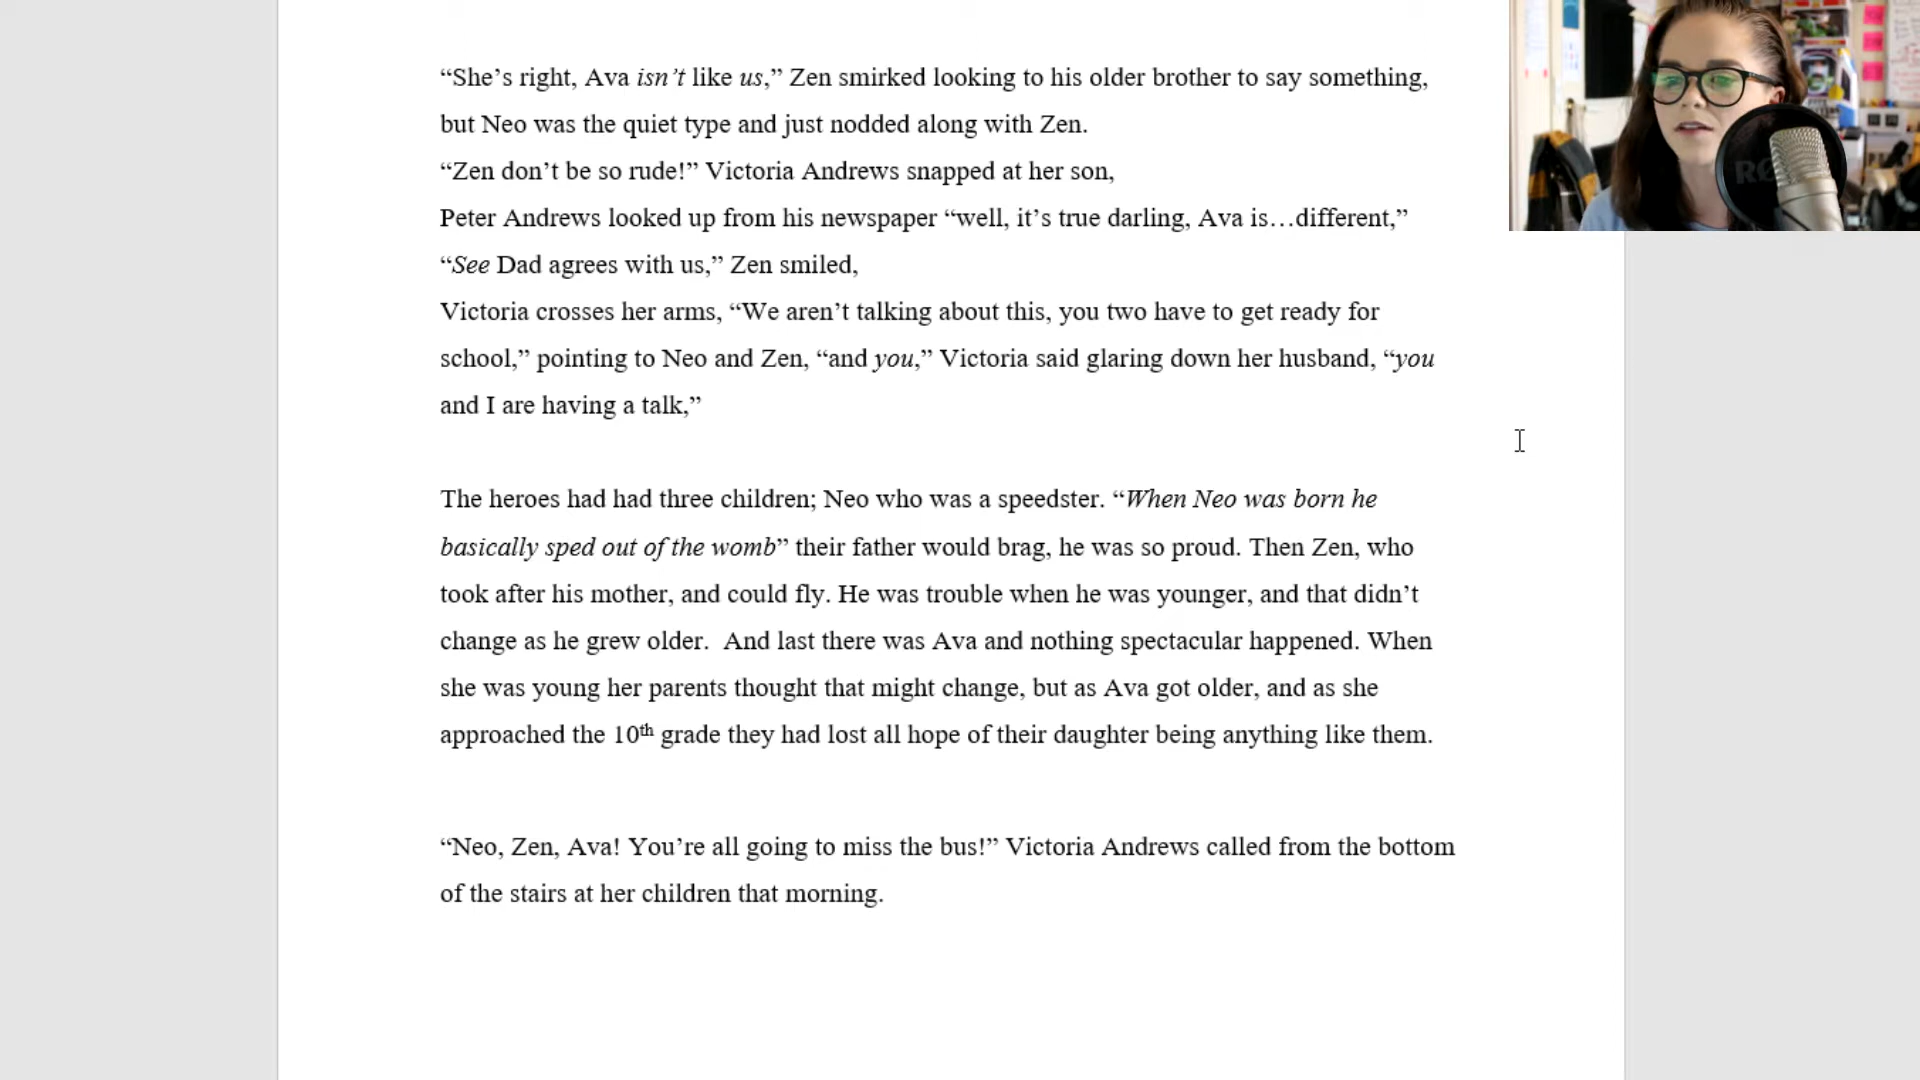 “She’s right, Ava isn’t like us,” Zen smirked looking to his older brother to say something,
but Neo was the quiet type and just nodded along with Zen.
“Zen don’t be so rude!” Victoria Andrews snapped at her son,
Peter Andrews looked up from his newspaper “well, it’s true darling, Ava is…different,”
“See Dad agrees with us,” Zen smiled,
Victoria crosses her arms, “We aren’t talking about this, you two have to get ready for
school,” pointing to Neo and Zen, “and you,” Victoria said glaring down her husband, “you
and I are having a talk,”
The heroes had had three children; Neo who was a speedster. “When Neo was born he
basically sped out of the womb” their father would brag, he was so proud. Then Zen, who
took after his mother, and could fly. He was trouble when he was younger, and that didn’t
change as he grew older.  And last there was Ava and nothing spectacular happened. When
she was young her parents thought that might change, but as Ava got older, and as she
approached the 10th grade they had lost all hope of their daughter being anything like them.
“Neo, Zen, Ava! You’re all going to miss the bus!” Victoria Andrews called from the bottom
of the stairs at her children that morning.